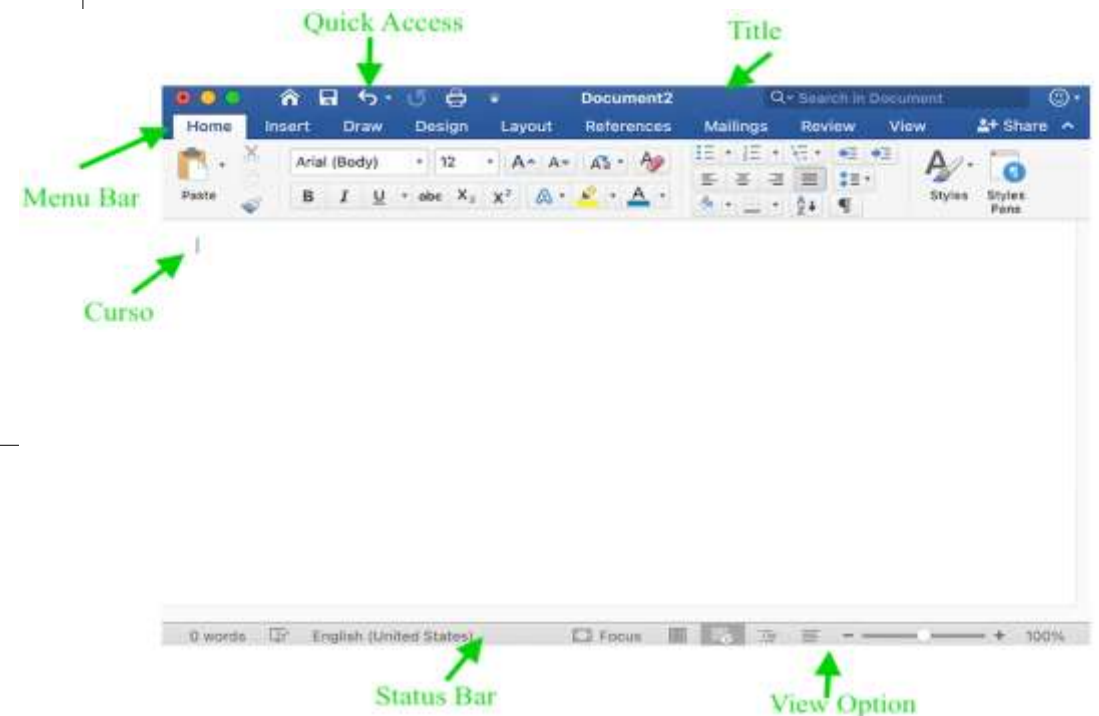 Quick Access
Title
Document2
Search in Document
Home Insert Draw Design Layout References Mailings Review View Share
Menu Bar
Paste
Arial (Body) 12 A A A A
B I U abc X₂ X² A A
A
Z
¶
Styles
Styles
Pane
Curso
0 words English (United States) Focus - + 100%
Status Bar
View Option